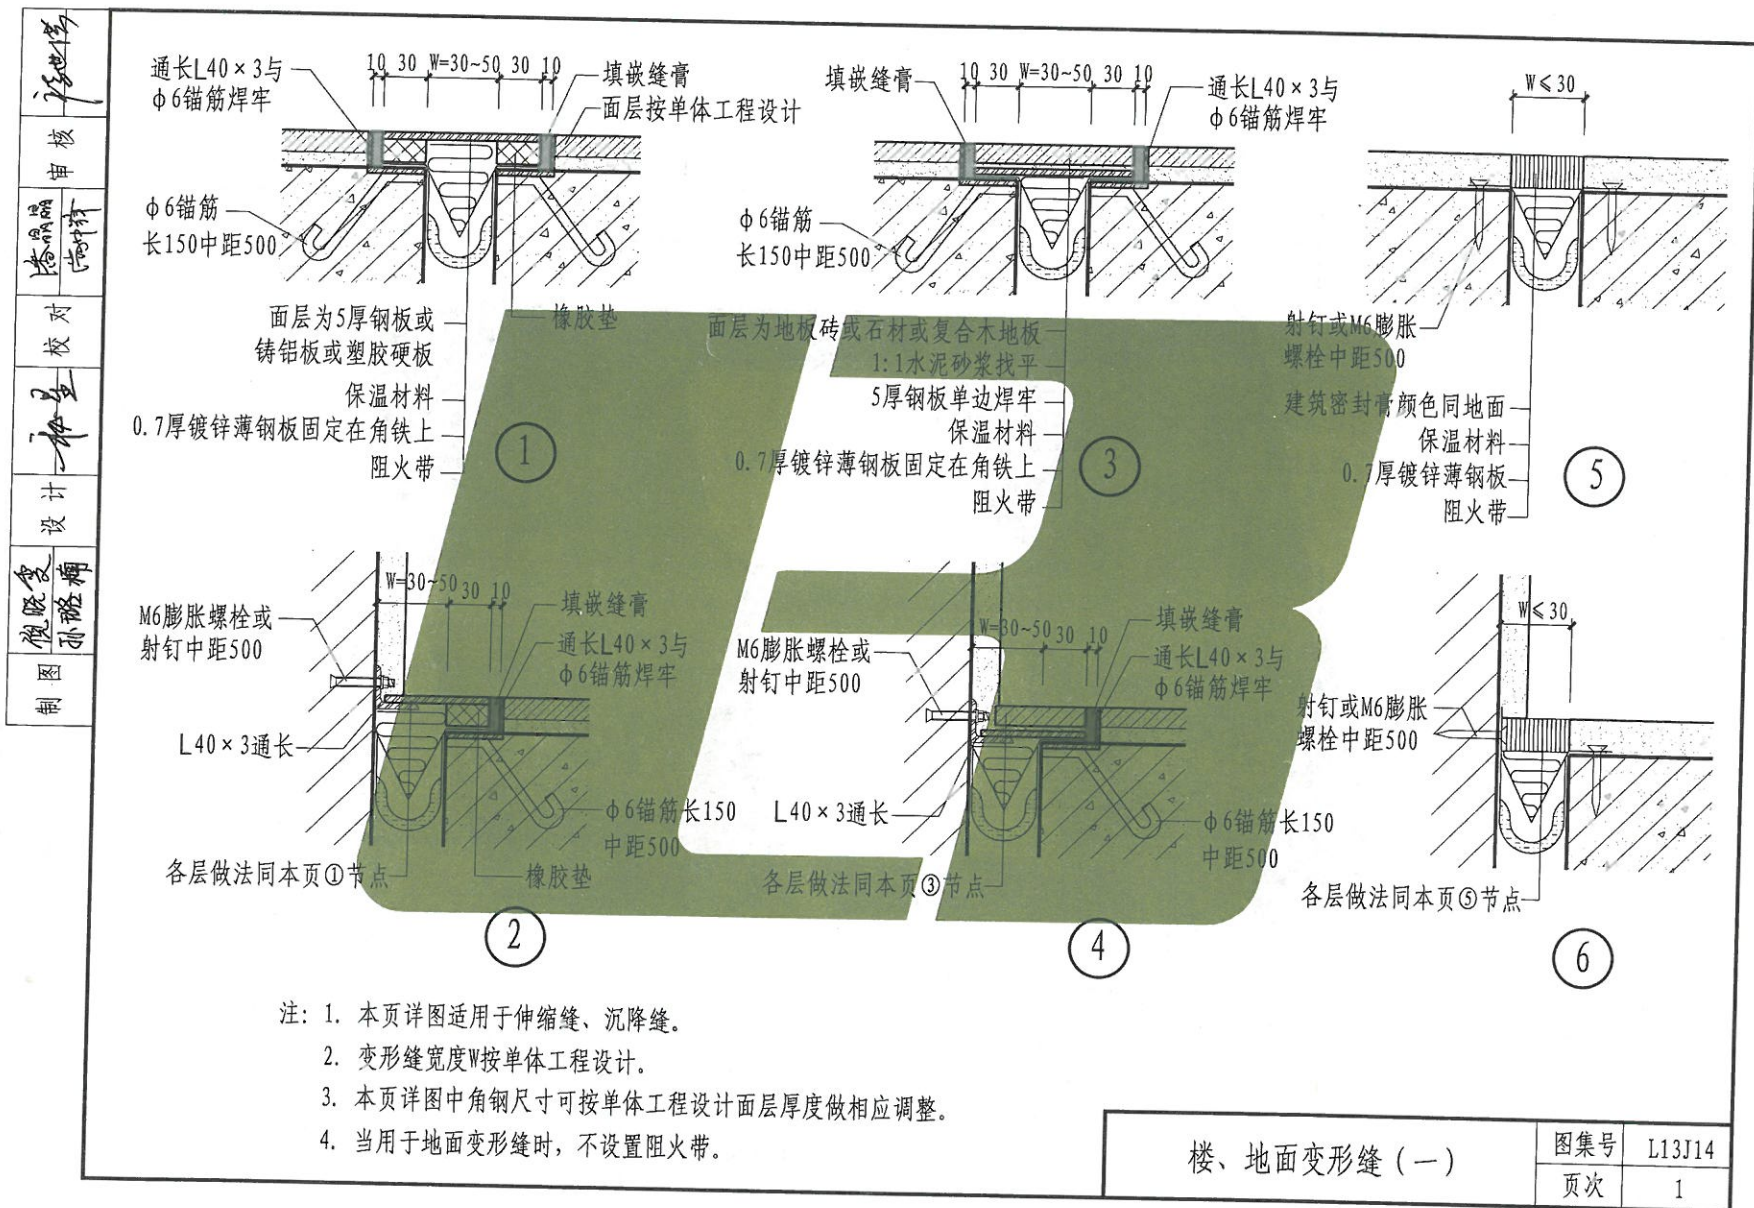 审核
校对
设计
制图
10 30 W=30~50 30 10
通长L40×3与
φ6锚筋焊牢
填嵌缝膏
面层按单体工程设计
φ6锚筋
长150中距500
面层为5厚钢板或
铸铝板或塑胶硬板
橡胶垫
保温材料
0.7厚镀锌薄钢板固定在角铁上
阻火带
1
填嵌缝膏
10 30 W=30~50 30 10
通长L40×3与
φ6锚筋焊牢
φ6锚筋
长150中距500
面层为地板砖或石材或复合木地板
1:1水泥砂浆找平
5厚钢板单边焊牢
保温材料
0.7厚镀锌薄钢板固定在角铁上
阻火带
3
W≤30
射钉或M6膨胀
螺栓中距500
建筑密封膏颜色同地面
保温材料
0.7厚镀锌薄钢板
阻火带
5
W=30~50 30 10
M6膨胀螺栓或
射钉中距500
填嵌缝膏
通长L40×3与
φ6锚筋焊牢
L40×3通长
φ6锚筋长150
中距500
各层做法同本页①节点
橡胶垫
2
W=30~50 30 10
M6膨胀螺栓或
射钉中距500
填嵌缝膏
通长L40×3与
φ6锚筋焊牢
L40×3通长
φ6锚筋长150
中距500
各层做法同本页③节点
4
W≤30
射钉或M6膨胀
螺栓中距500
各层做法同本页⑤节点
6
注: 1. 本页详图适用于伸缩缝、沉降缝。
2. 变形缝宽度W按单体工程设计。
3. 本页详图中角钢尺寸可按单体工程设计面层厚度做相应调整。
4. 当用于地面变形缝时，不设置阻火带。
楼、地面变形缝（一）
图集号 L13J14
页次 1